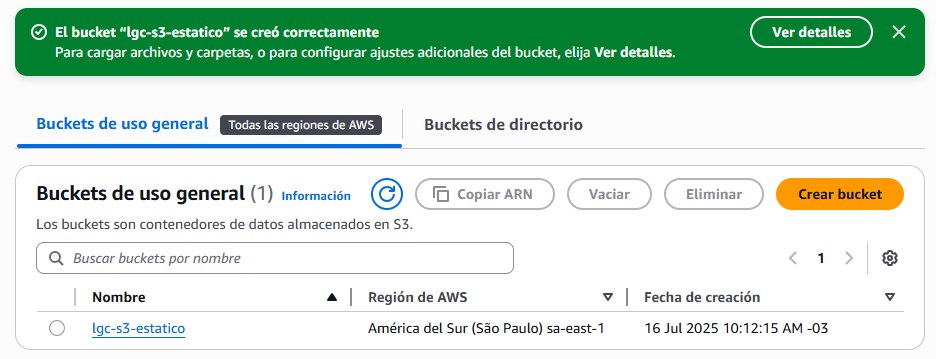 El bucket “lgc-s3-estatico” se creó correctamente
Para cargar archivos y carpetas, o para configurar ajustes adicionales del bucket, elija Ver detalles.
Ver detalles
Buckets de uso general Todas las regiones de AWS Buckets de directorio
Buckets de uso general (1) Información
Copiar ARN Vaciar Eliminar Crear bucket
Los buckets son contenedores de datos almacenados en S3.
Buscar buckets por nombre
1
Nombre Región de AWS Fecha de creación
lgc-s3-estatico América del Sur (São Paulo) sa-east-1 16 Jul 2025 10:12:15 AM -03